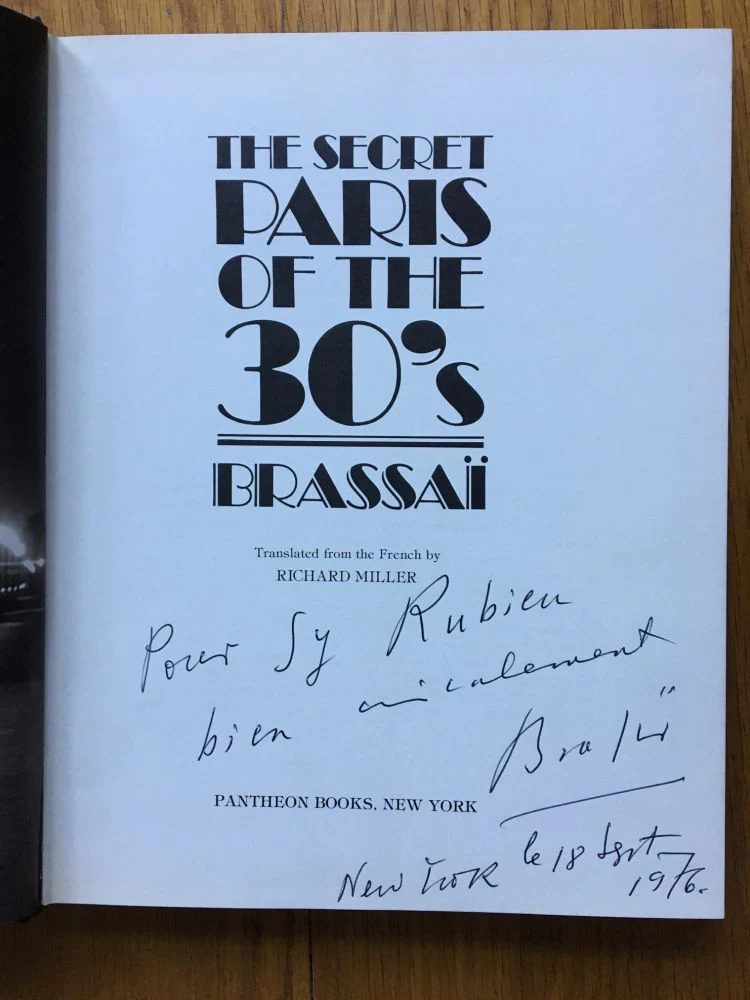 THE SECRET
PARIS
OF THE
30's
BRASSAÏ
Translated from the French by
RICHARD MILLER
Pour Sy Rubien
bien amicalement
Brassaï
PANTHEON BOOKS, NEW YORK
New York le 18 Sept
1976.